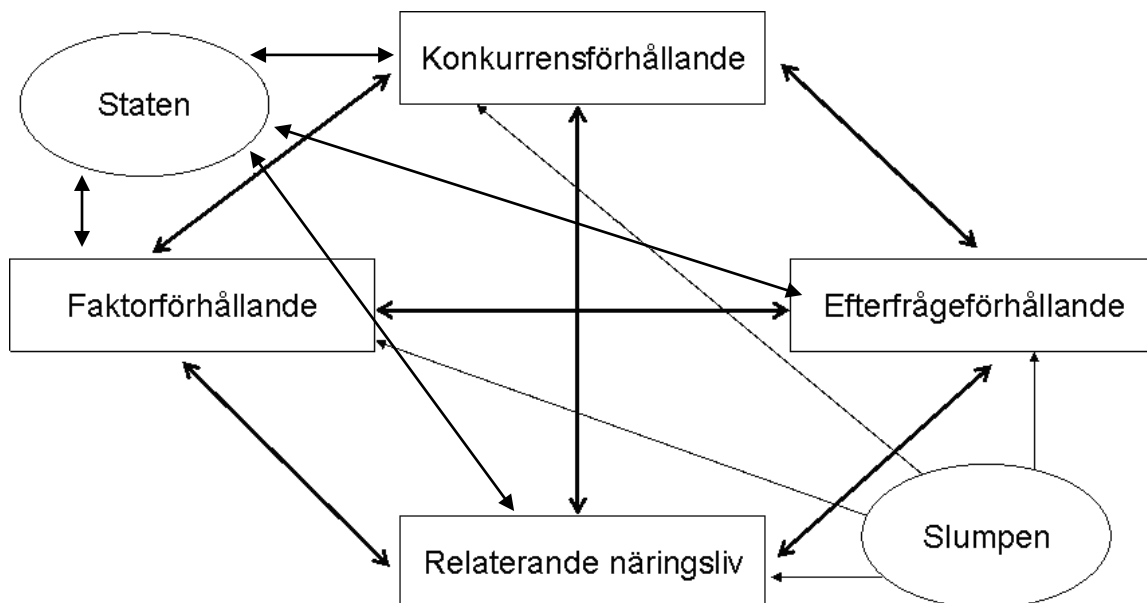 Konkurrensförhållande
Staten
Faktorförhållande
Efterfrågeförhållande
Relaterande näringsliv
Slumpen